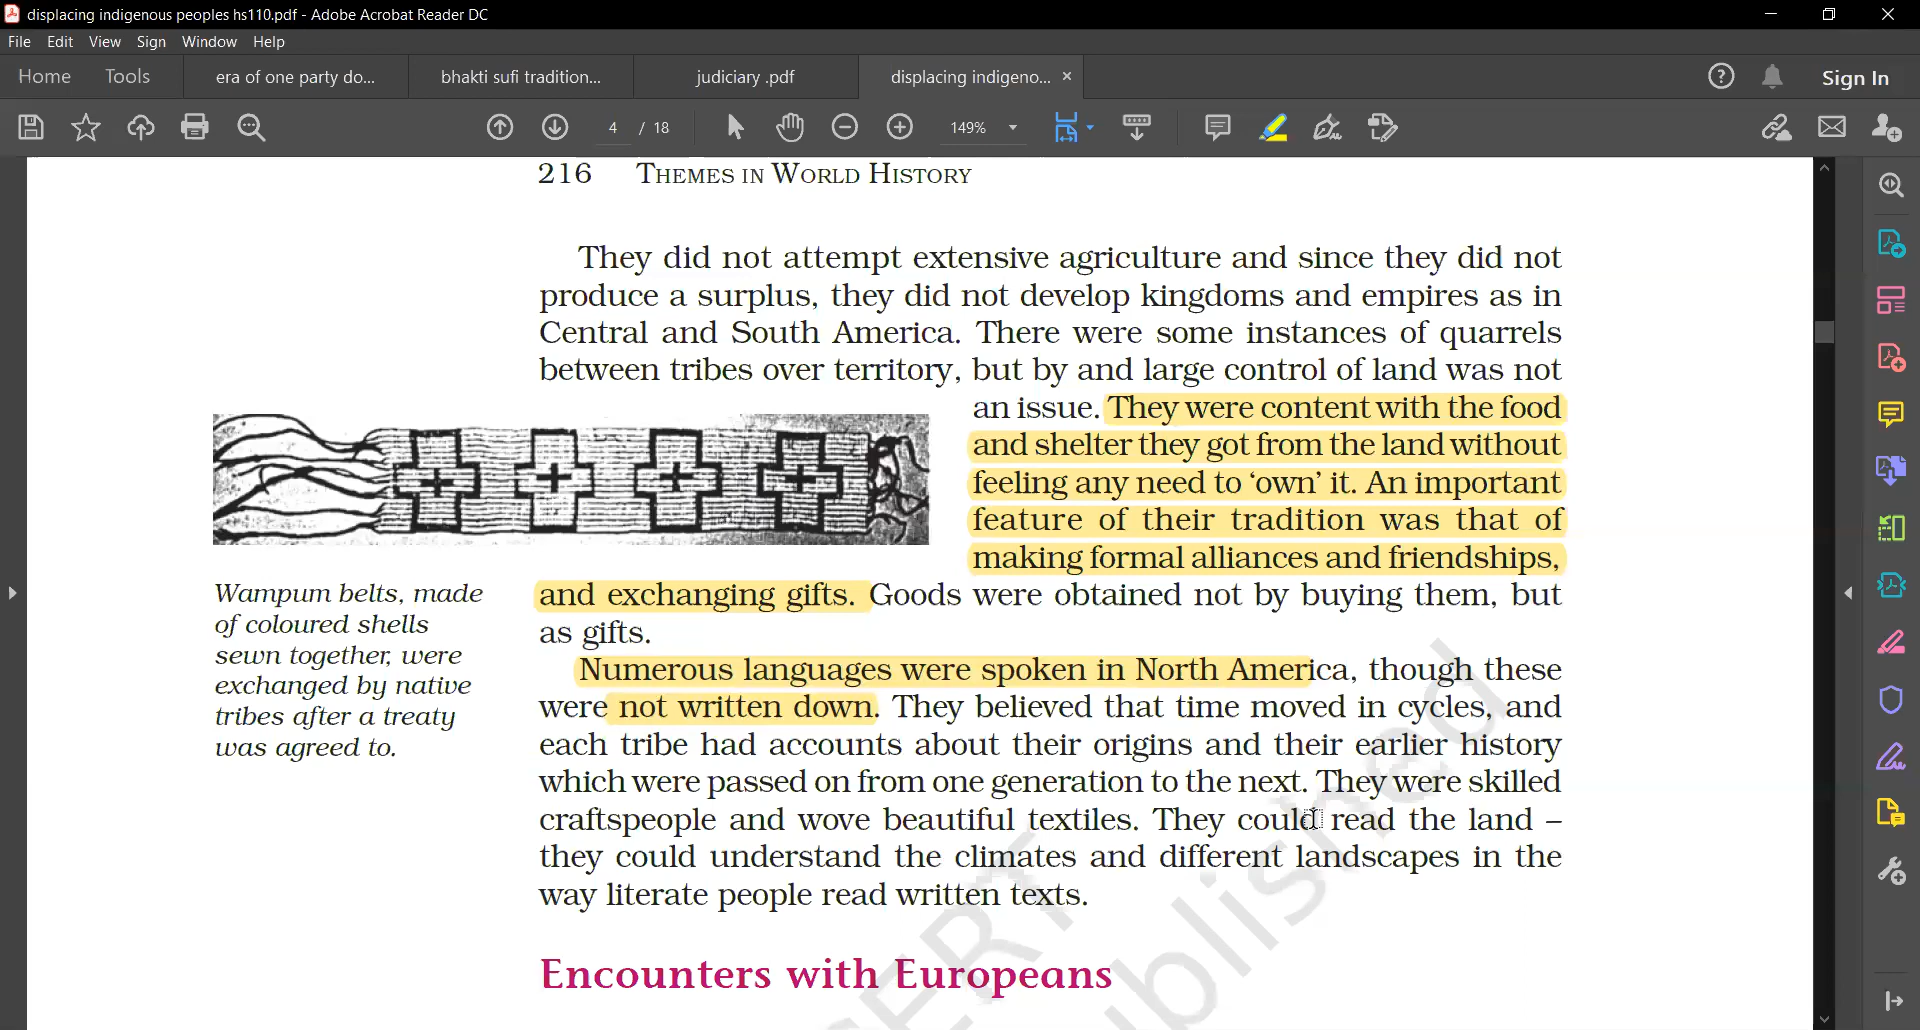 displacing indigenous peoples hs110.pdf - Adobe Acrobat Reader DC
File Edit View Sign Window Help
Home Tools era of one party do... bhakti sufi tradition... judiciary .pdf displacing indigeno... × Sign In
4 / 18 149%
216 THEMES IN WORLD HISTORY
They did not attempt extensive agriculture and since they did not
produce a surplus, they did not develop kingdoms and empires as in
Central and South America. There were some instances of quarrels
between tribes over territory, but by and large control of land was not
an issue. They were content with the food
and shelter they got from the land without
feeling any need to ‘own’ it. An important
feature of their tradition was that of
making formal alliances and friendships,
and exchanging gifts. Goods were obtained not by buying them, but
as gifts.
Wampum belts, made
of coloured shells
sewn together, were
exchanged by native
tribes after a treaty
was agreed to.
Numerous languages were spoken in North America, though these
were not written down. They believed that time moved in cycles, and
each tribe had accounts about their origins and their earlier history
which were passed on from one generation to the next. They were skilled
craftspeople and wove beautiful textiles. They could read the land –
they could understand the climates and different landscapes in the
way literate people read written texts.
Encounters with Europeans